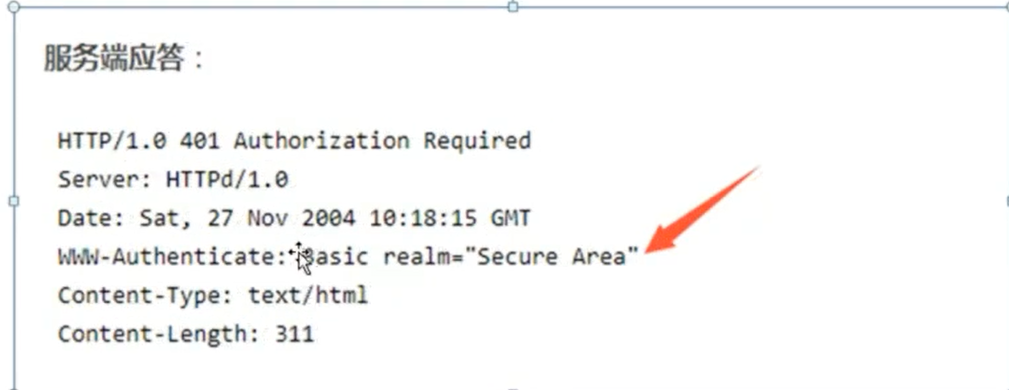 服务端应答：
HTTP/1.0 401 Authorization Required
Server: HTTPd/1.0
Date: Sat, 27 Nov 2004 10:18:15 GMT
WWW-Authenticate: Basic realm="Secure Area"
Content-Type: text/html
Content-Length: 311